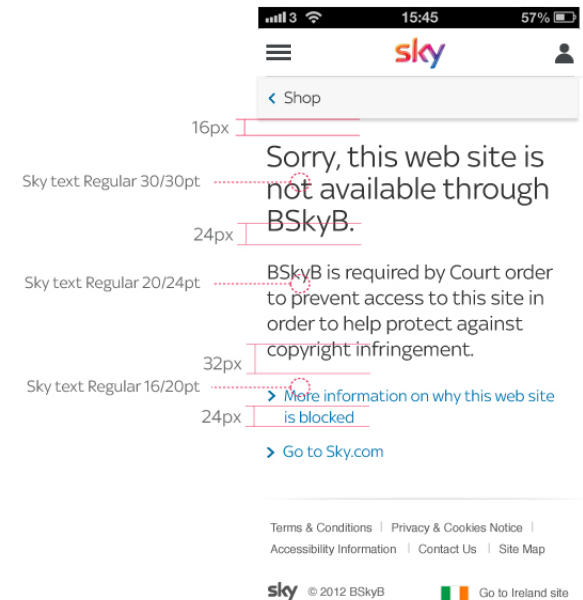 3 15:45 57%
sky
Shop
16px
Sorry, this web site is
Sky text Regular 30/30pt
not available through
BSkyB.
24px
BSkyB is required by Court order
Sky text Regular 20/24pt
to prevent access to this site in
order to help protect against
copyright infringement.
32px
Sky text Regular 16/20pt
More information on why this web site
is blocked
24px
Go to Sky.com
Terms & Conditions | Privacy & Cookies Notice |
Accessibility Information | Contact Us | Site Map
sky © 2012 BSkyB Go to Ireland site